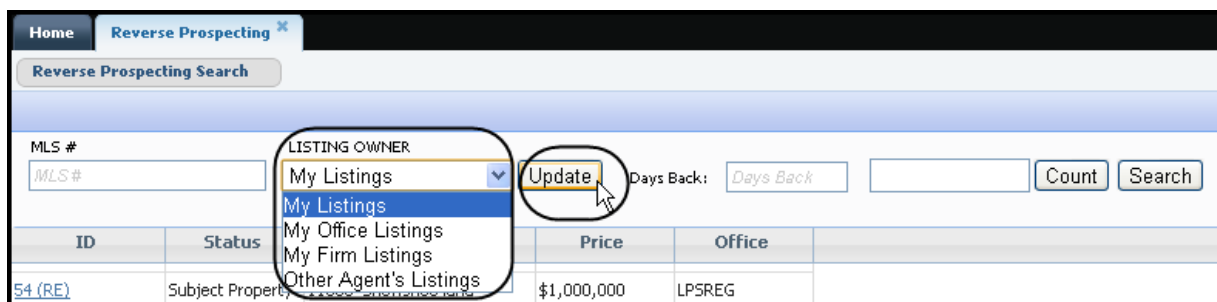 Home Reverse Prospecting
Reverse Prospecting Search
MLS # LISTING OWNER
MLS # My Listings Update Days Back: Days Back Count Search
My Listings
My Office Listings
My Firm Listings
Other Agent's Listings
ID Status Price Office
54 (RE) Subject Property $1,000,000 LPSREG